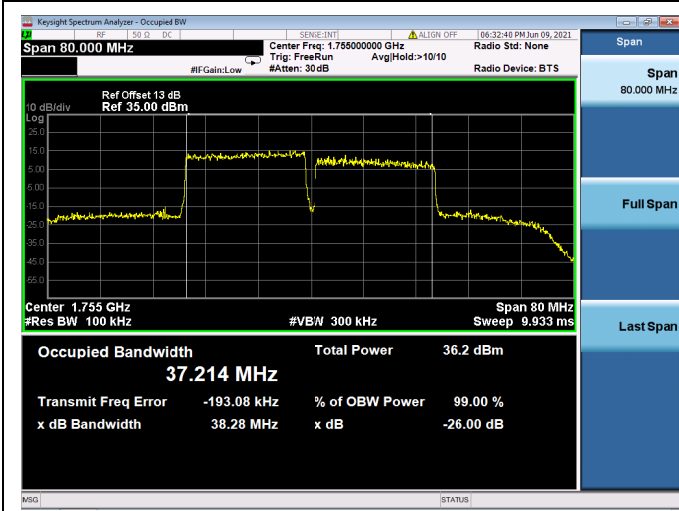 Keysight Spectrum Analyzer - Occupied BW
RF 50 Ω DC SENSE:INT ALIGN OFF 06:32:40 PM Jun 09, 2021
Span 80.000 MHz
Center Freq: 1.755000000 GHz
Radio Std: None
Trig: FreeRun Avg|Hold:>10/10
#IFGain:Low #Atten: 30 dB Radio Device: BTS
Ref Offset 13 dB
10 dB/div Ref 35.00 dBm
Log
25.0
15.0
5.00
-5.00
-15.0
-25.0
-35.0
-45.0
-55.0
Center 1.755 GHz Span 80 MHz
#Res BW 100 kHz #VBW 300 kHz Sweep 9.933 ms
Occupied Bandwidth Total Power 36.2 dBm
37.214 MHz
Transmit Freq Error -193.08 kHz % of OBW Power 99.00 %
x dB Bandwidth 38.28 MHz x dB -26.00 dB
MSG STATUS
Span
Span
80.000 MHz
Full Span
Last Span